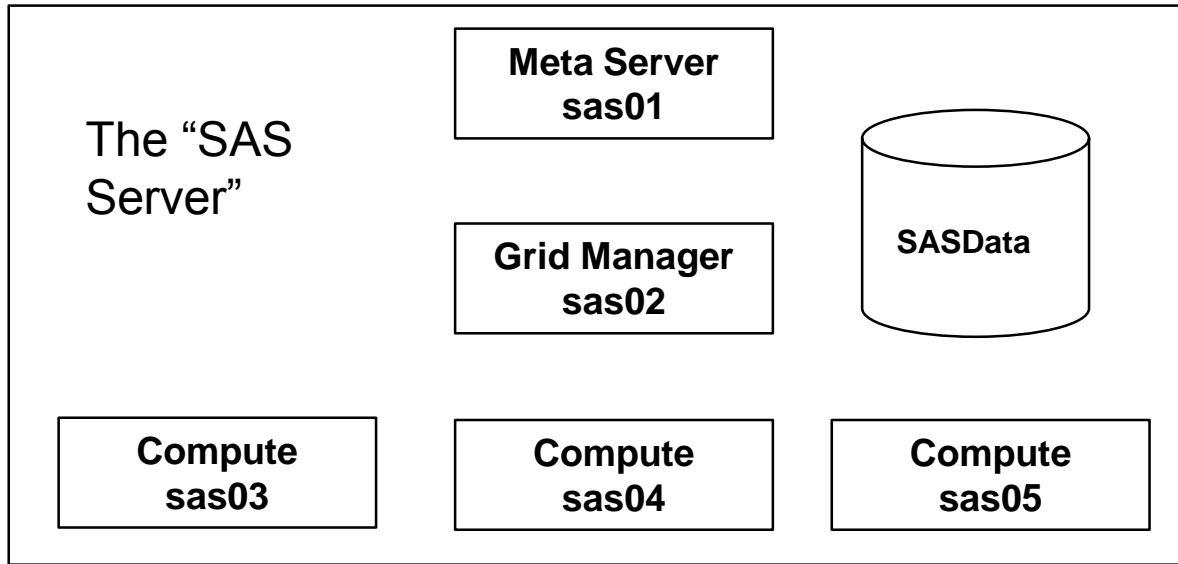 Meta Server
sas01
The “SAS
Server”
SASData
Grid Manager
sas02
Compute
sas03
Compute
sas04
Compute
sas05